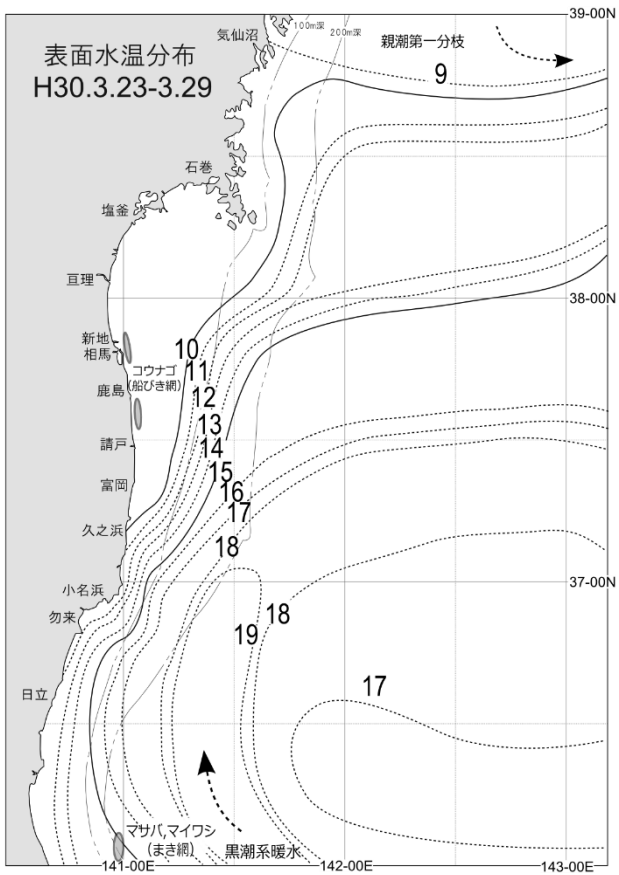 表面水温分布
H30.3.23-3.29
39-00N
気仙沼
100m深
200m深
親潮第一分枝
9
石巻
塩釜
亘理
38-00N
新地
相馬
10
コウナゴ
(船びき網)
11
鹿島
12
13
請戸
14
15
富岡
16
17
久之浜
18
37-00N
小名浜
勿来
18
19
日立
17
マサバ,マイワシ
(まき網)
黒潮系暖水
141-00E
142-00E
143-00E